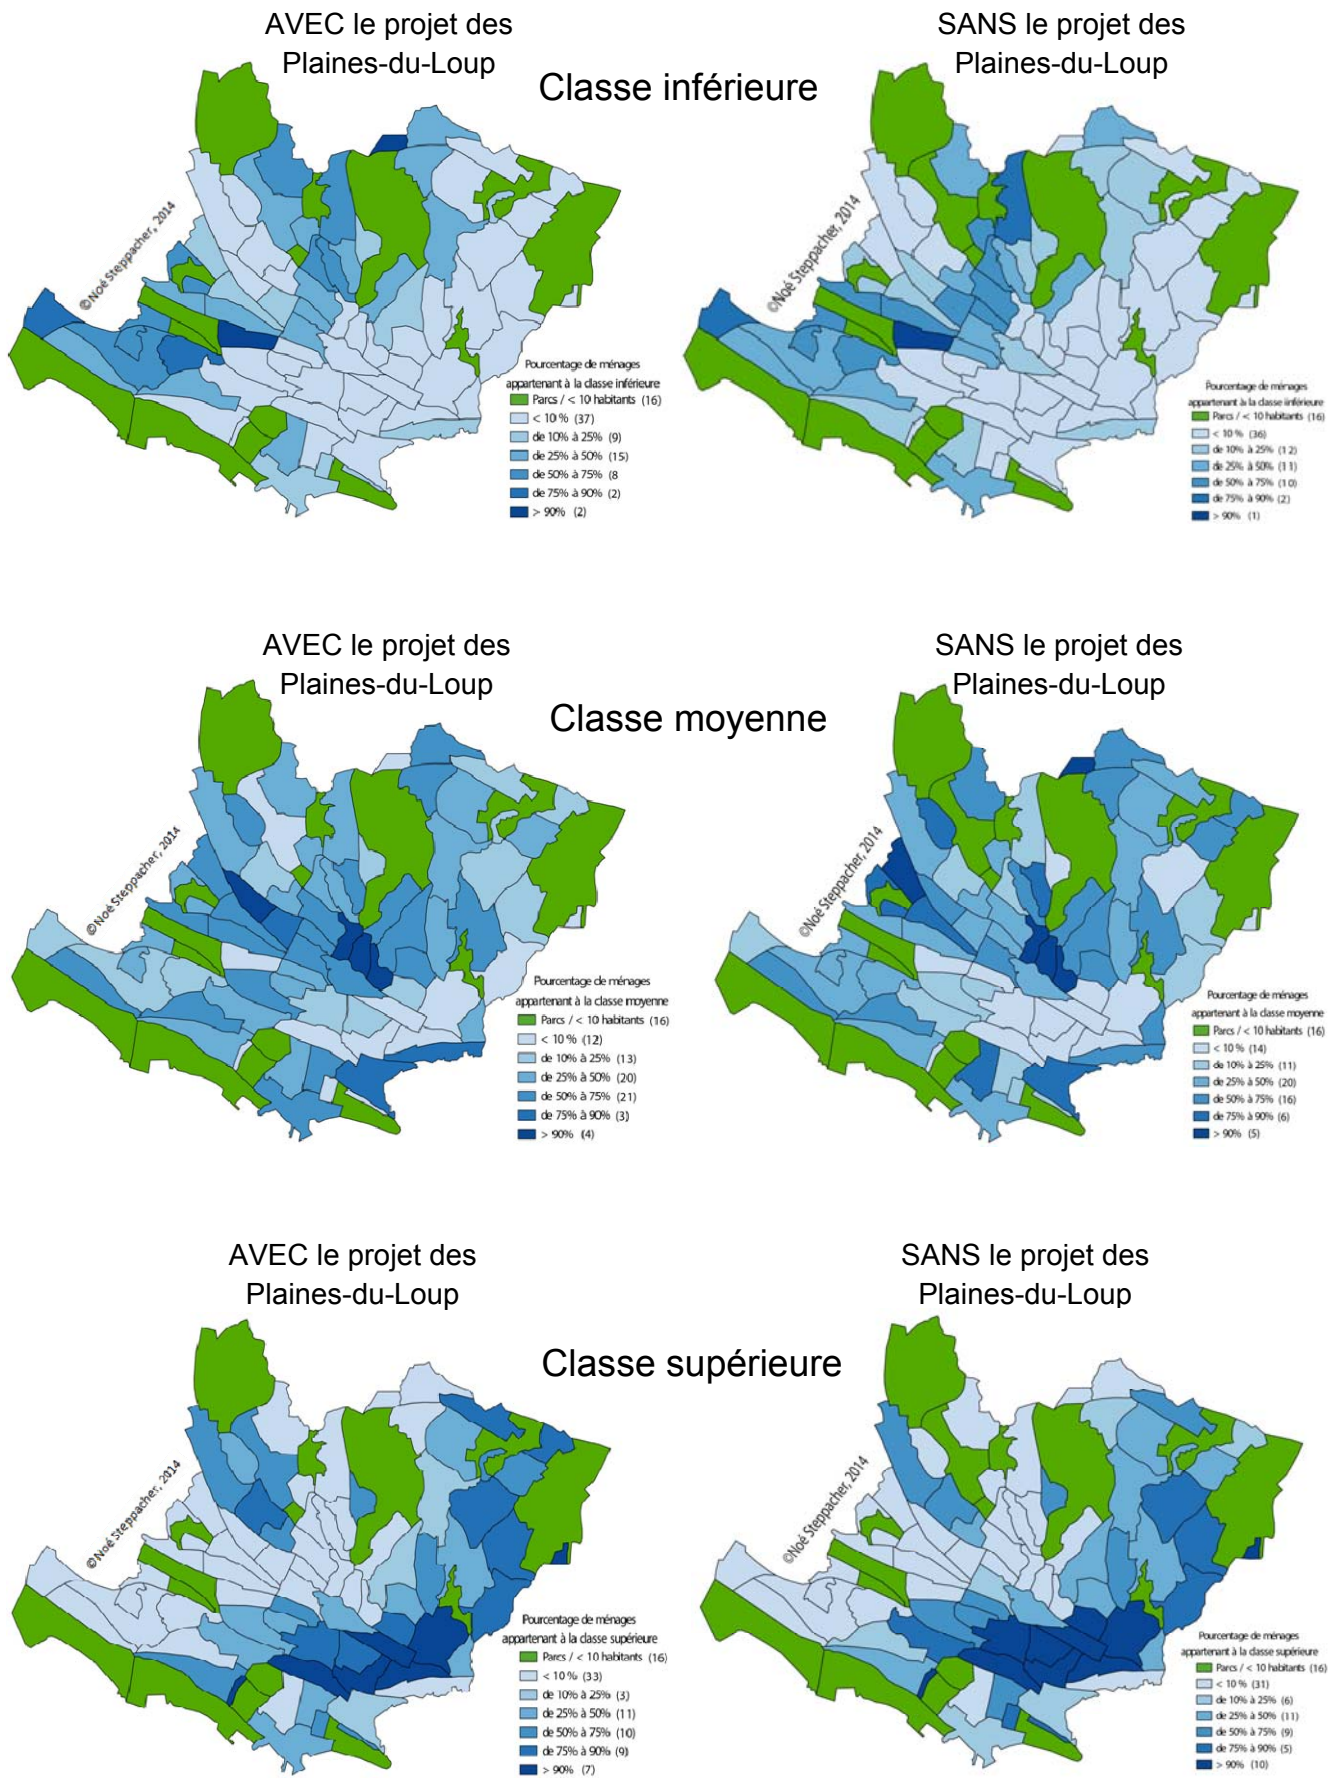 AVEC le projet des
Plaines-du-Loup
SANS le projet des
Plaines-du-Loup
Classe inférieure
©Noé Steppacher, 2014
©Noé Steppacher, 2014
Pourcentage de ménages
appartenant à la classe inférieure
Parcs / < 10 habitants (16)
< 10 % (37)
de 10% à 25% (9)
de 25% à 50% (15)
de 50% à 75% (8
de 75% à 90% (2)
> 90% (2)
Pourcentage de ménages
appartenant à la classe inférieure
Parcs / < 10 habitants (16)
< 10 % (36)
de 10% à 25% (12)
de 25% à 50% (11)
de 50% à 75% (10)
de 75% à 90% (2)
> 90% (1)
AVEC le projet des
Plaines-du-Loup
SANS le projet des
Plaines-du-Loup
Classe moyenne
©Noé Steppacher, 2014
©Noé Steppacher, 2014
Pourcentage de ménages
appartenant à la classe moyenne
Parcs / < 10 habitants (16)
< 10 % (12)
de 10% à 25% (13)
de 25% à 50% (20)
de 50% à 75% (21)
de 75% à 90% (3)
> 90% (4)
Pourcentage de ménages
appartenant à la classe moyenne
Parcs / < 10 habitants (16)
< 10 % (14)
de 10% à 25% (11)
de 25% à 50% (20)
de 50% à 75% (16)
de 75% à 90% (6)
> 90% (5)
AVEC le projet des
Plaines-du-Loup
SANS le projet des
Plaines-du-Loup
Classe supérieure
©Noé Steppacher, 2014
©Noé Steppacher, 2014
Pourcentage de ménages
appartenant à la classe supérieure
Parcs / < 10 habitants (16)
< 10 % (33)
de 10% à 25% (3)
de 25% à 50% (11)
de 50% à 75% (10)
de 75% à 90% (9)
> 90% (7)
Pourcentage de ménages
appartenant à la classe supérieure
Parcs / < 10 habitants (16)
< 10 % (31)
de 10% à 25% (6)
de 25% à 50% (11)
de 50% à 75% (9)
de 75% à 90% (5)
> 90% (10)